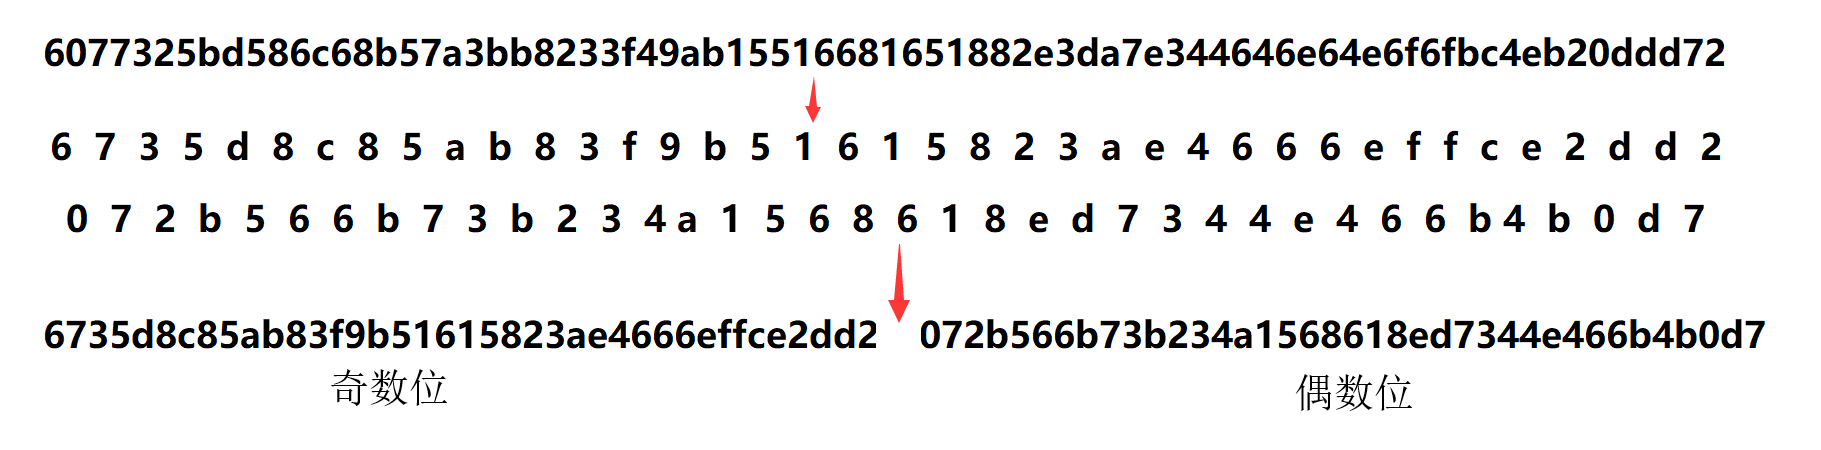 6077325bd586c68b57a3bb8233f49ab15516681651882e3da7e344646e64e6f6fbc4eb20ddd72
6 7 3 5 d 8 c 8 5 a b 8 3 f 9 b 5 1 6 1 5 8 2 3 a e 4 6 6 6 e f f c e 2 d d 2
0 7 2 b 5 6 6 b 7 3 b 2 3 4 a 1 5 6 8 6 1 8 e d 7 3 4 4 e 4 6 6 b 4 b 0 d 7
6735d8c85ab83f9b51615823ae4666effce2dd2 072b566b73b234a1568618ed7344e466b4b0d7
奇数位 偶数位